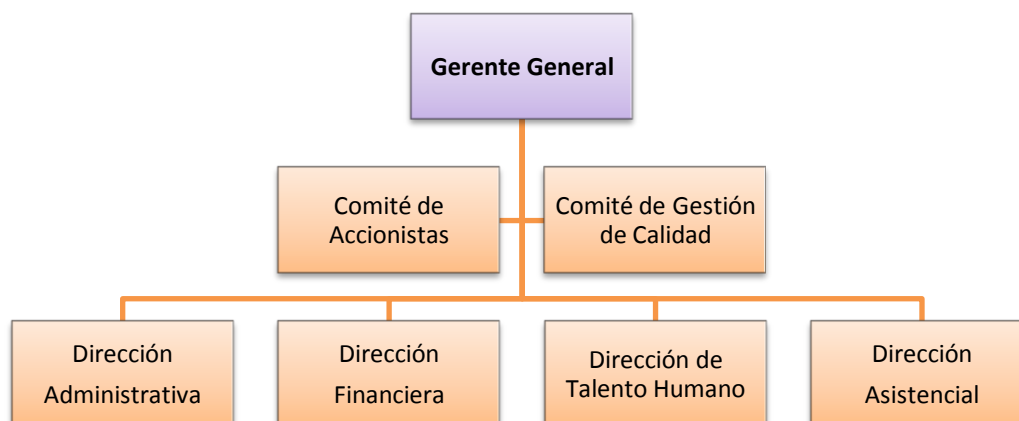 Gerente General
Comité de
Accionistas
Comité de Gestión
de Calidad
Dirección
Administrativa
Dirección
Financiera
Dirección de
Talento Humano
Dirección
Asistencial